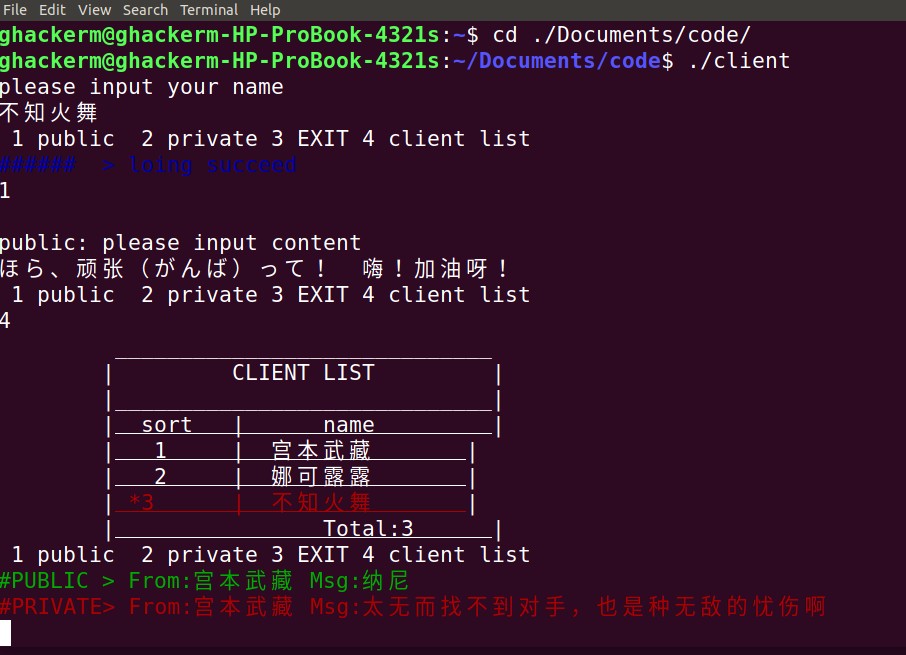 File Edit View Search Terminal Help
ghackerm@ghackerm-HP-ProBook-4321s:~$ cd ./Documents/code/
ghackerm@ghackerm-HP-ProBook-4321s:~/Documents/code$ ./client
please input your name
不知火舞
1 public  2 private 3 EXIT 4 client list
######  > loing succeed
1
public: please input content
ほら、顽张（がんば）って！　嗨！加油呀！
1 public  2 private 3 EXIT 4 client list
4
CLIENT LIST
sort | name
1 | 宫本武藏
2 | 娜可露露
*3 | 不知火舞
Total:3
1 public  2 private 3 EXIT 4 client list
#PUBLIC > From:宫本武藏 Msg:纳尼
#PRIVATE> From:宫本武藏 Msg:太无而找不到对手，也是种无敌的忧伤啊